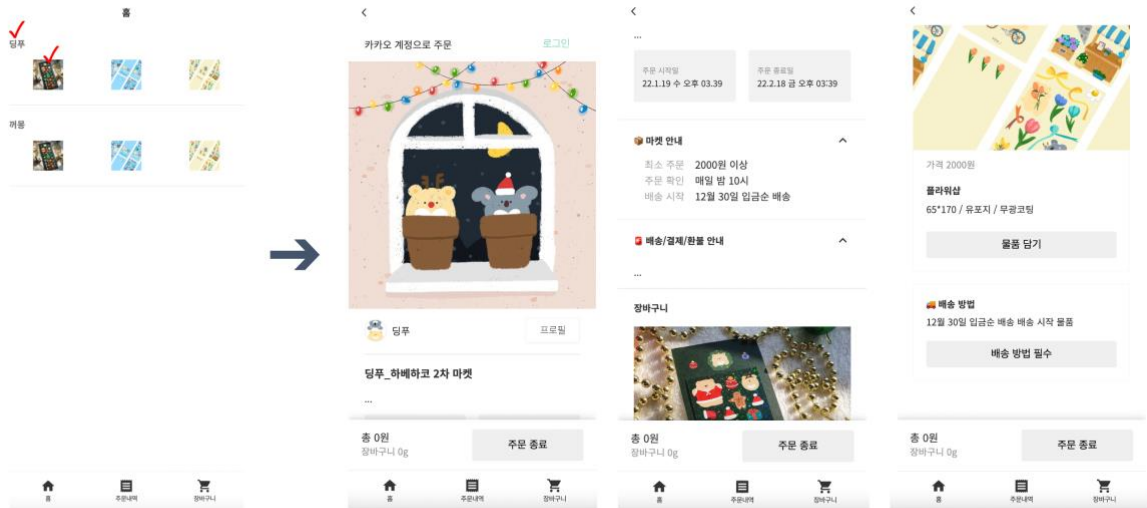 홈
딩푸
꺼몽
홈
주문내역
장바구니
카카오 계정으로 주문
로그인
딩푸
프로필
딩푸_하베하코 2차 마켓
...
총 0원
장바구니 0g
주문 종료
홈
주문내역
장바구니
...
주문 시작일
22.1.19 수 오후 03.39
주문 종료일
22.2.18 금 오후 03:39
마켓 안내
최소 주문 2000원 이상
주문 확인 매일 밤 10시
배송 시작 12월 30일 입금순 배송
배송/결제/환불 안내
...
장바구니
총 0원
장바구니 0g
주문 종료
홈
주문내역
장바구니
가격 2000원
플라워샵
65*170 / 유포지 / 무광코팅
물품 담기
배송 방법
12월 30일 입금순 배송 배송 시작 물품
배송 방법 필수
총 0원
장바구니 0g
주문 종료
홈
주문내역
장바구니